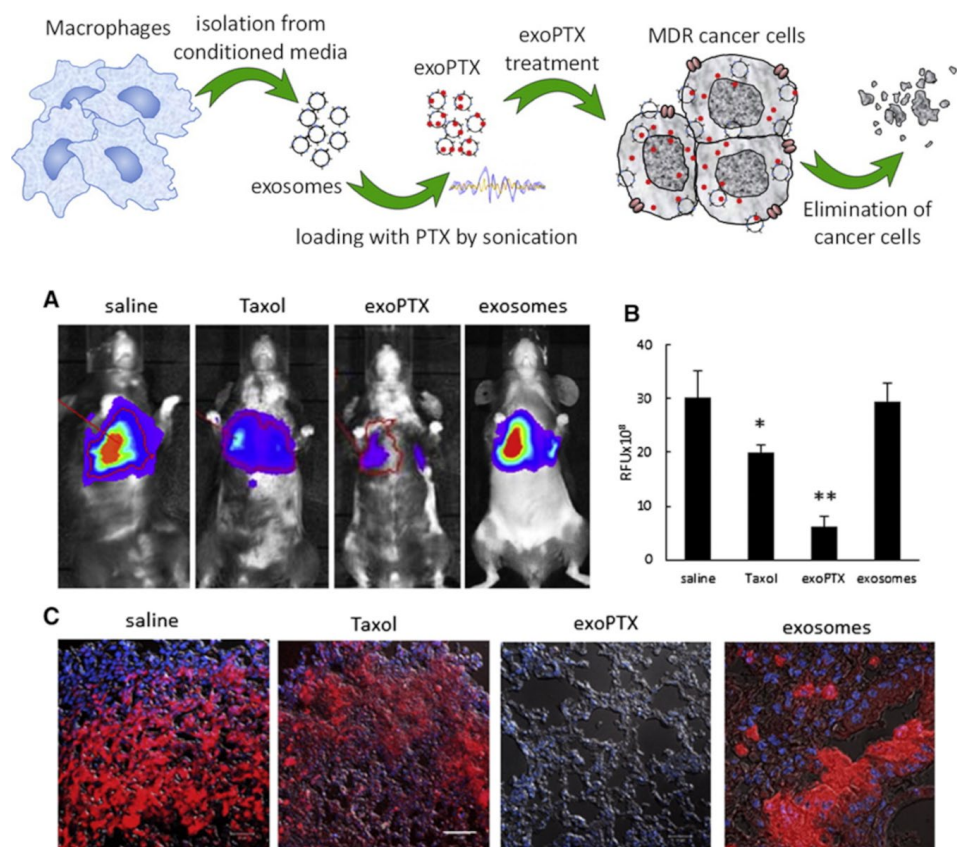 Macrophages
isolation from
conditioned media
exoPTX
exoPTX
treatment
MDR cancer cells
exosomes
loading with PTX by sonication
Elimination of
cancer cells
A
saline
Taxol
exoPTX
exosomes
B
RFUx10⁸
40
30
20
10
0
*
**
saline
Taxol
exoPTX
exosomes
C
saline
Taxol
exoPTX
exosomes